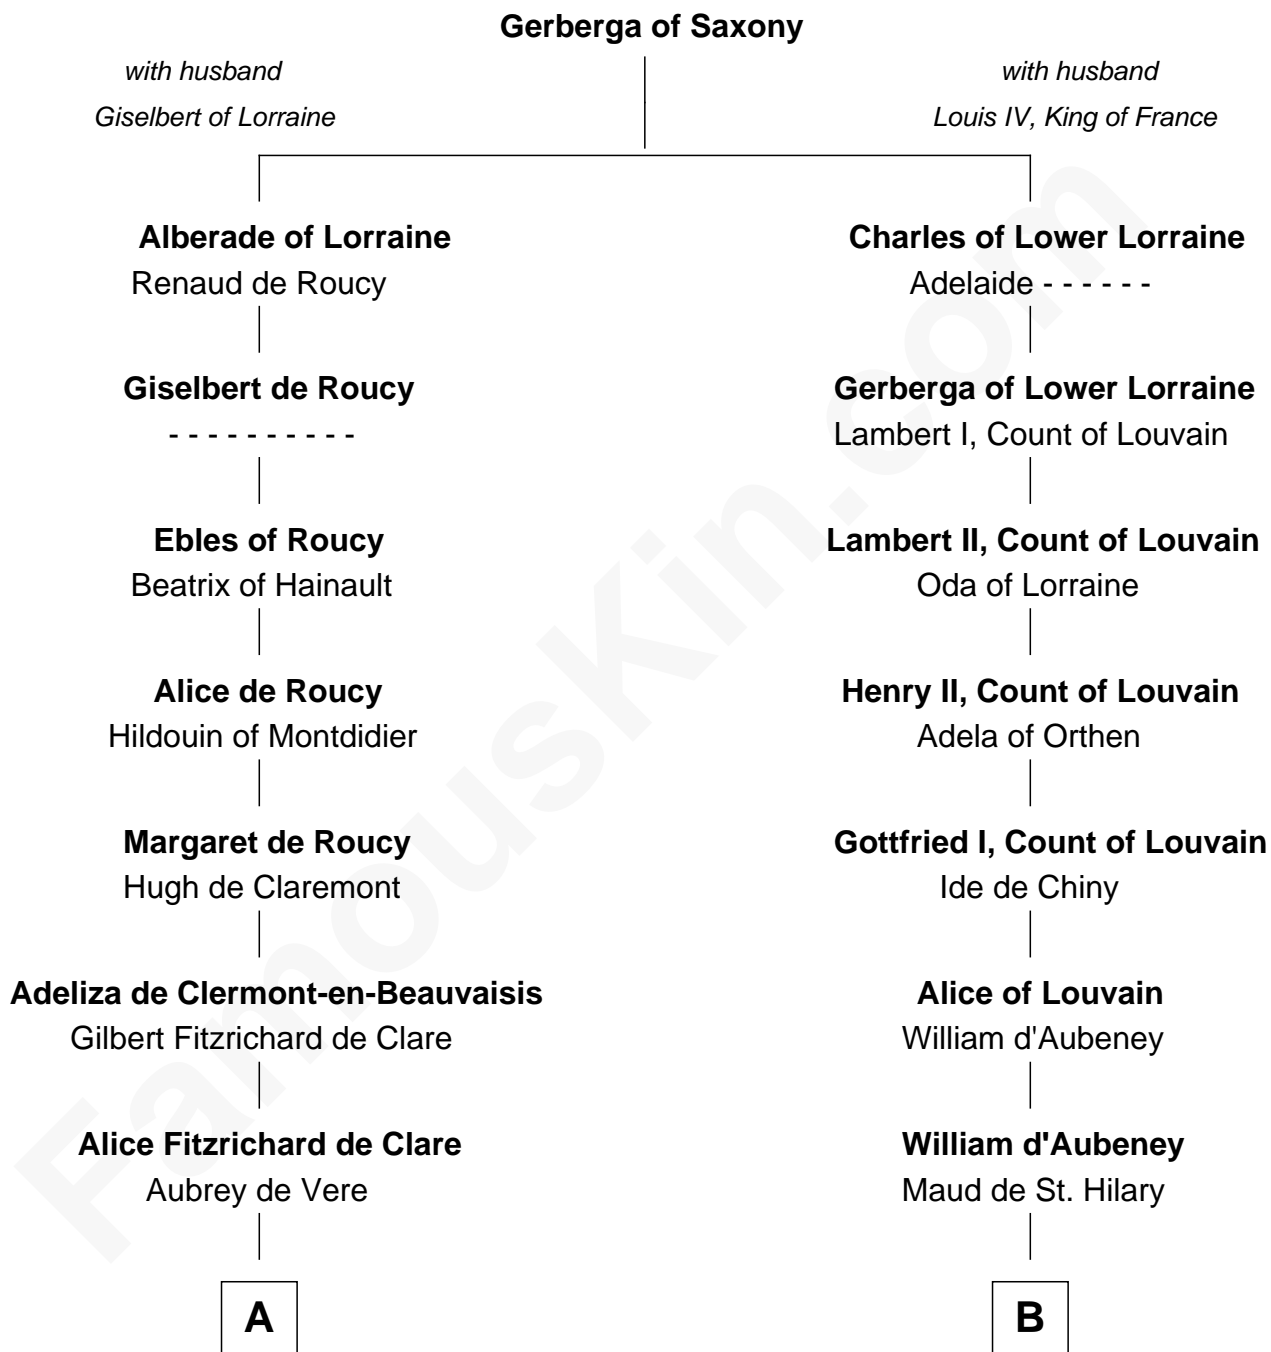 Gerberga of Saxony
with husband
Giselbert of Lorraine
with husband
Louis IV, King of France
Alberade of Lorraine
Renaud de Roucy
Charles of Lower Lorraine
Adelaide - - - - - -
Giselbert de Roucy
- - - - - - - - - -
Gerberga of Lower Lorraine
Lambert I, Count of Louvain
Ebles of Roucy
Beatrix of Hainault
Lambert II, Count of Louvain
Oda of Lorraine
Alice de Roucy
Hildouin of Montdidier
Henry II, Count of Louvain
Adela of Orthen
Margaret de Roucy
Hugh de Claremont
Gottfried I, Count of Louvain
Ide de Chiny
Adeliza de Clermont-en-Beauvaisis
Gilbert Fitzrichard de Clare
Alice of Louvain
William d'Aubeney
Alice Fitzrichard de Clare
Aubrey de Vere
William d'Aubeney
Maud de St. Hilary
A
B
FamousKin.com